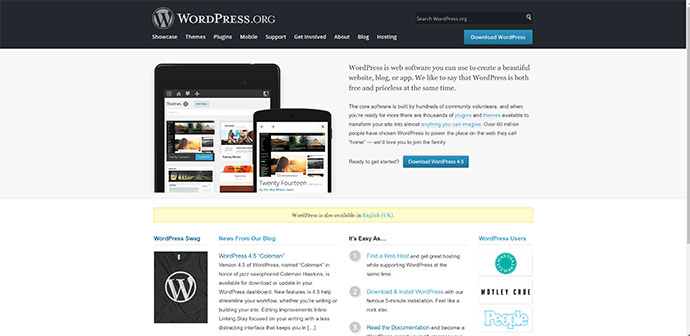 WORDPRESS.ORG
Search WordPress.org
Showcase Themes Plugins Mobile Support Get Involved About Blog Hosting
Download WordPress
WordPress is web software you can use to create a beautiful
website, blog, or app. We like to say that WordPress is both
free and priceless at the same time.
The core software is built by hundreds of community volunteers, and when
you're ready for more there are thousands of plugins and themes available to
transform your site into almost anything you can imagine. Over 60 million
people have chosen WordPress to power the place on the web they call
"home" — we'd love you to join the family.
Ready to get started? Download WordPress 4.5
Themes
Add New
Twenty Fourteen
WordPress is also available in English (UK).
WordPress Swag
News From Our Blog
WordPress 4.5 "Coleman"
Version 4.5 of WordPress, named "Coleman" in
honor of jazz saxophonist Coleman Hawkins, is
available for download or update in your
WordPress dashboard. New features in 4.5 help
streamline your workflow, whether you're writing or
building your site. Editing Improvements Inline
Linking Stay focused on your writing with a less
distracting interface that keeps you in […]
It's Easy As…
1 Find a Web Host and get great hosting
while supporting WordPress at
the same time.
2 Download & Install WordPress with
our famous 5-minute installation. Feel like a
rock star.
3 Read the Documentation and become a
WordPress Users
MÖTLEY CRÜE
People